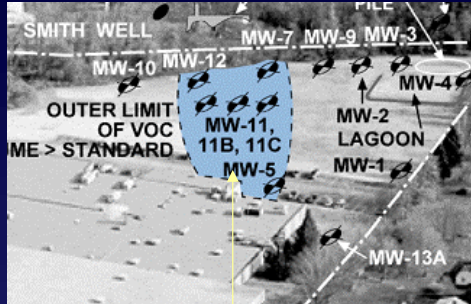 PILE
SMITH WELL
MW-7
MW-9
MW-3
MW-12
MW-10
MW-4
OUTER LIMIT
OF VOC
UME > STANDARD
MW-11,
11B, 11C
MW-2
LAGOON
MW-5
MW-1
MW-13A